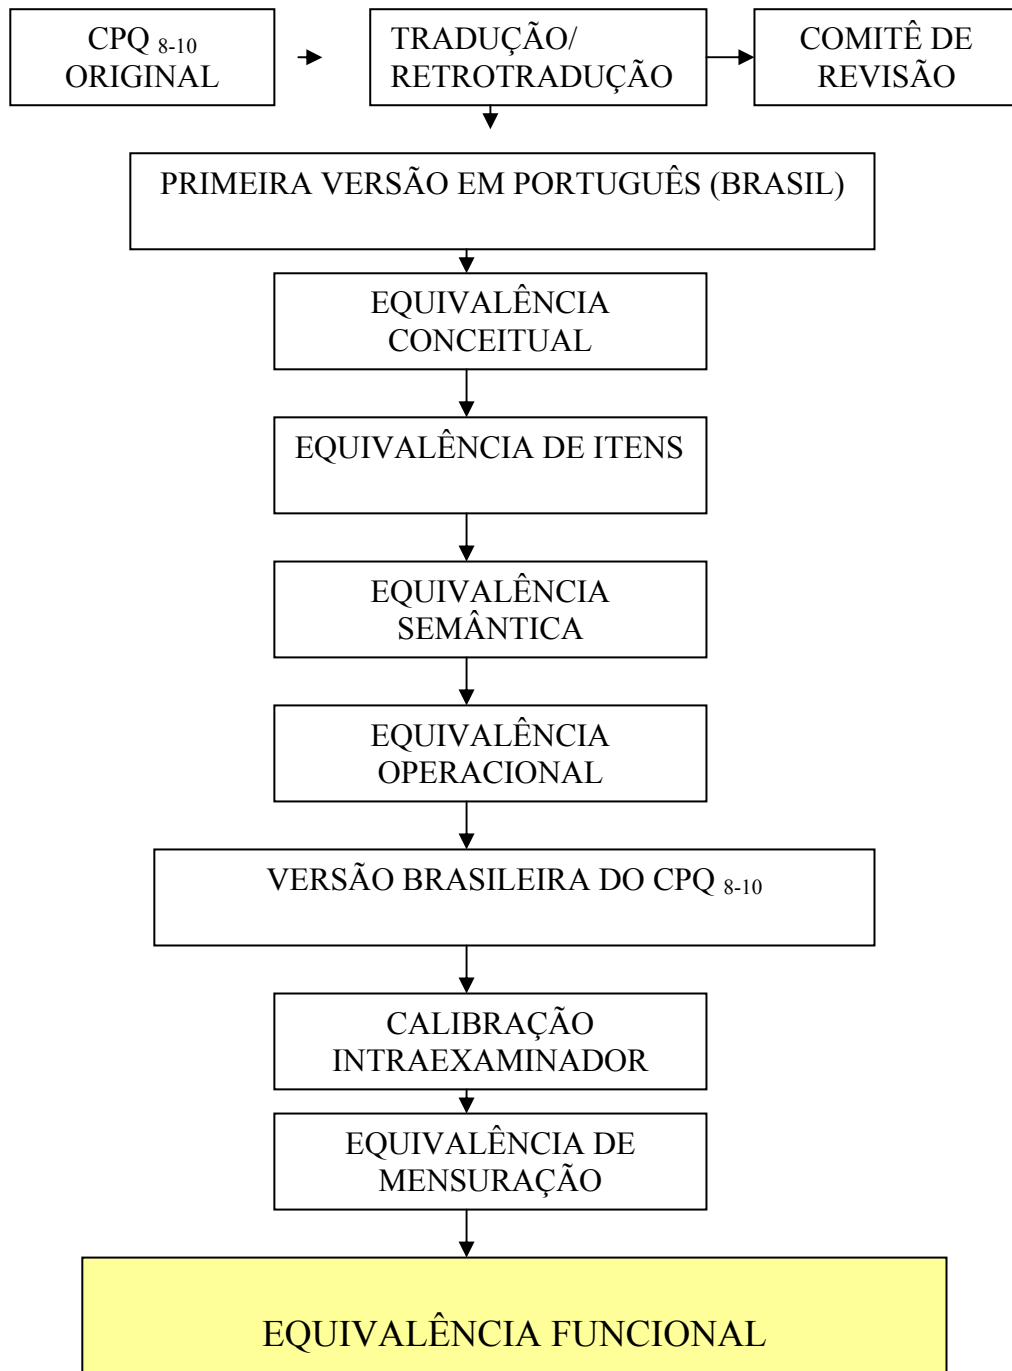 CPQ 8-10
ORIGINAL
TRADUÇÃO/
RETROTRADUÇÃO
COMITÊ DE
REVISÃO
PRIMEIRA VERSÃO EM PORTUGUÊS (BRASIL)
EQUIVALÊNCIA
CONCEITUAL
EQUIVALÊNCIA DE ITENS
EQUIVALÊNCIA
SEMÂNTICA
EQUIVALÊNCIA
OPERACIONAL
VERSÃO BRASILEIRA DO CPQ 8-10
CALIBRAÇÃO
INTRAEXAMINADOR
EQUIVALÊNCIA DE
MENSURAÇÃO
EQUIVALÊNCIA FUNCIONAL